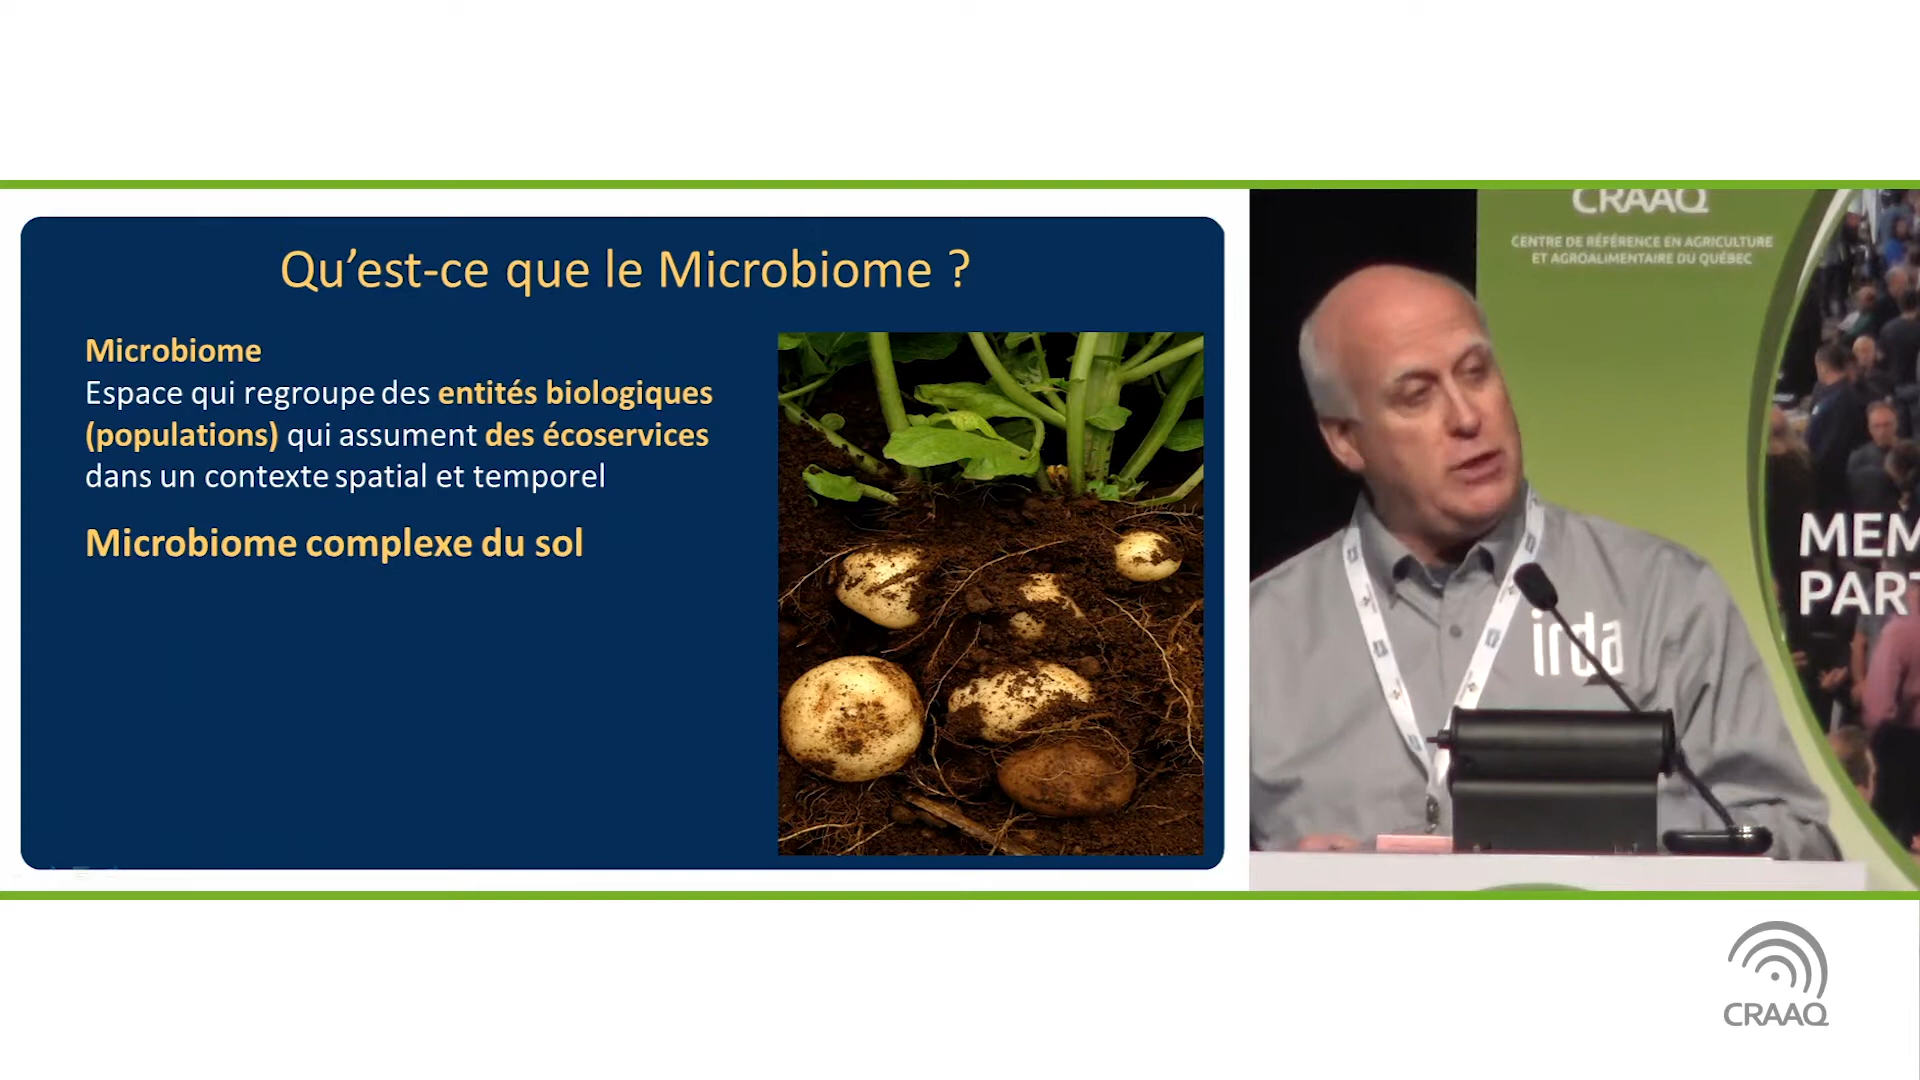 Qu’est-ce que le Microbiome ?
Microbiome
Espace qui regroupe des entités biologiques
(populations) qui assument des écoservices
dans un contexte spatial et temporel
Microbiome complexe du sol
CRAAQ
CENTRE DE RÉFÉRENCE EN AGRICULTURE
ET AGROALIMENTAIRE DU QUÉBEC
MEM
PART
irda
CRAAQ